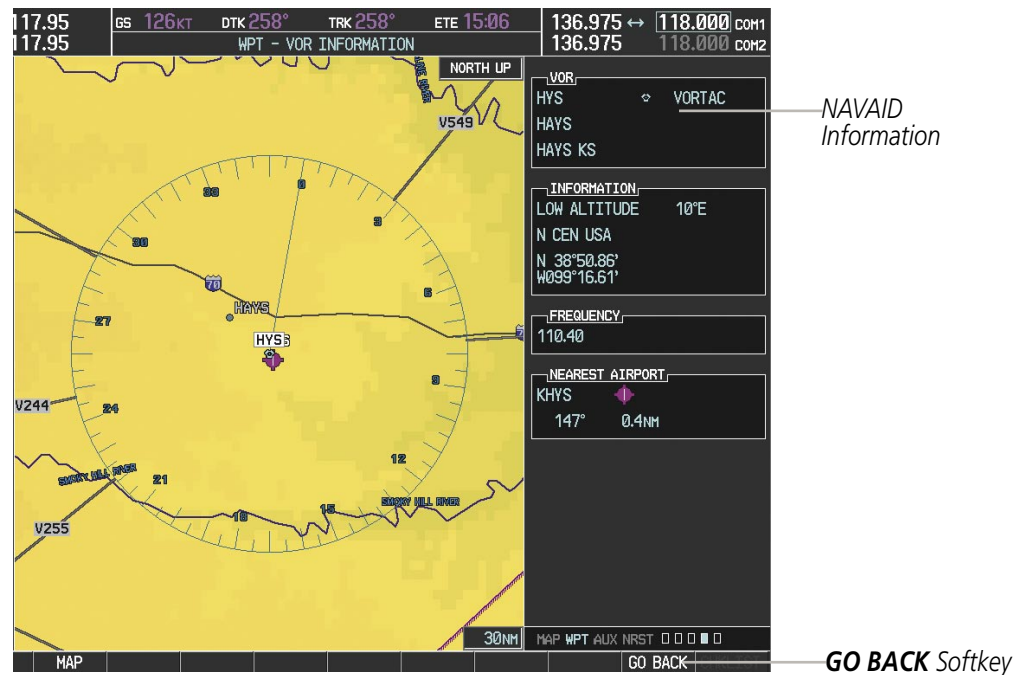 117.95
117.95
GS 126KT DTK 258° TRK 258° ETE 15:06
WPT - VOR INFORMATION
136.975 ↔ 118.000 COM1
136.975 118.000 COM2
NORTH UP
V549
33
0
3
30
70
6
HAYS
27
HYS
9
V244
24
12
SMOKY HILL RIVER
21
SMOKY HILL RIVER
15
18
V255
30NM
VOR
HYS VORTAC
HAYS
HAYS KS
INFORMATION
LOW ALTITUDE 10°E
N CEN USA
N 38°50.86'
W099°16.61'
FREQUENCY
110.40
NEAREST AIRPORT
KHYS
147° 0.4NM
MAP WPT AUX NRST
MAP
GO BACK
NAVAID
Information
GO BACK Softkey